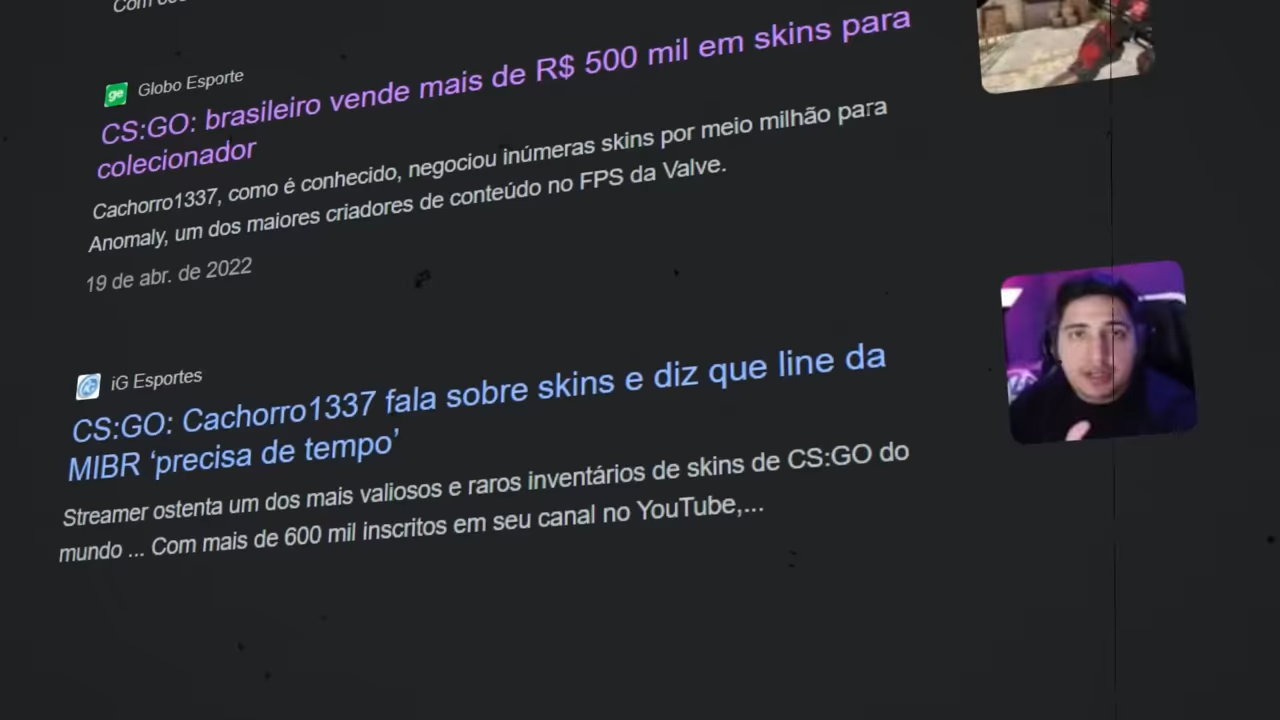 Com
ge Globo Esporte
CS:GO: brasileiro vende mais de R$ 500 mil em skins para
colecionador
Cachorro1337, como é conhecido, negociou inúmeras skins por meio milhão para
Anomaly, um dos maiores criadores de conteúdo no FPS da Valve.
19 de abr. de 2022
iG Esportes
CS:GO: Cachorro1337 fala sobre skins e diz que line da
MIBR ‘precisa de tempo’
Streamer ostenta um dos mais valiosos e raros inventários de skins de CS:GO do
mundo ... Com mais de 600 mil inscritos em seu canal no YouTube,...